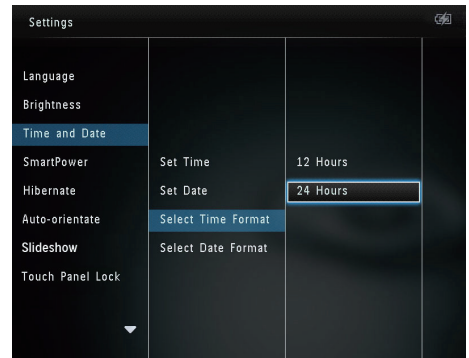 Settings
Language
Brightness
Time and Date
SmartPower
Hibernate
Auto-orientate
Slideshow
Touch Panel Lock
Set Time
Set Date
Select Time Format
Select Date Format
12 Hours
24 Hours